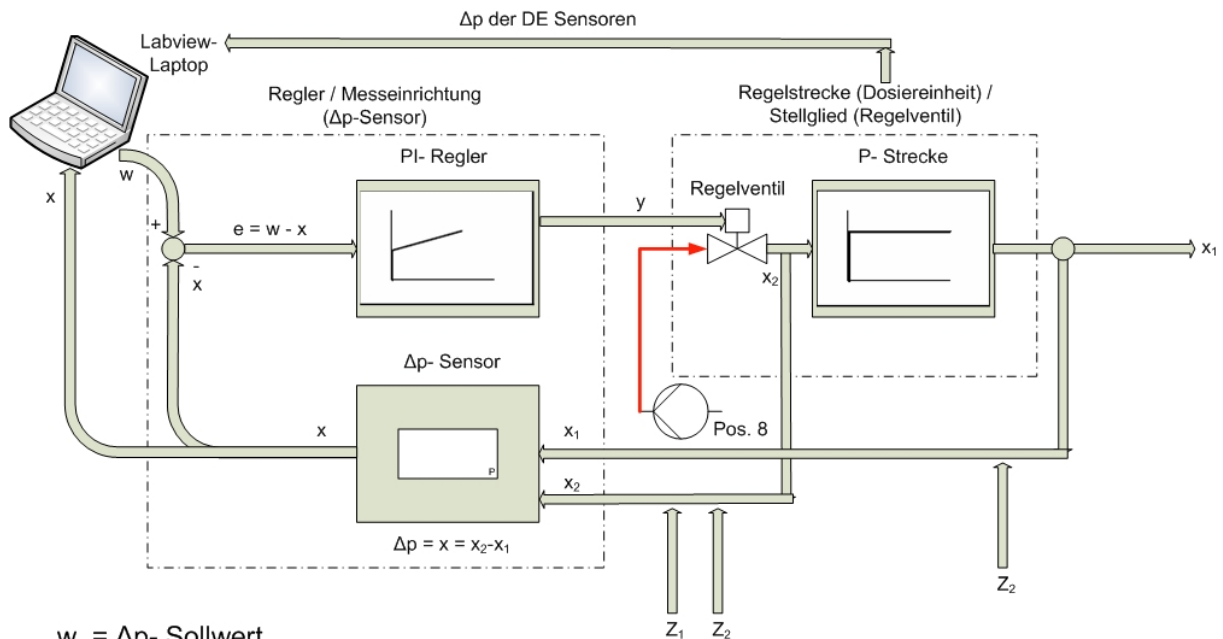 Δp der DE Sensoren
Labview-
Laptop
Regler / Messeinrichtung
(Δp-Sensor)
Regelstrecke (Dosiereinheit) /
Stellglied (Regelventil)
PI- Regler
P- Strecke
Regelventil
w
x
+
e = w - x
y
-
x
x₂
x₁
Δp- Sensor
Pos. 8
x
P
x₁
x₂
Δp = x = x₂-x₁
Z₂
Z₁
Z₂
w = Δp- Sollwert